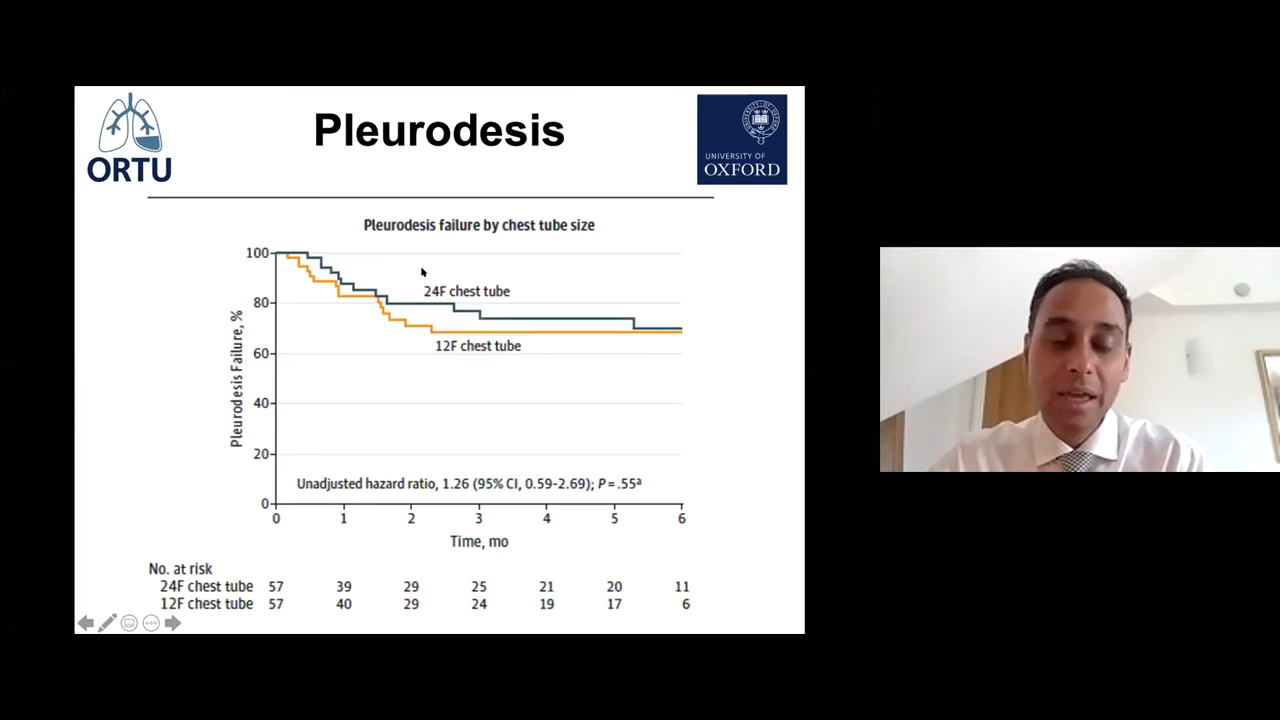 ORTU
Pleurodesis
UNIVERSITY OF
OXFORD
Pleurodesis failure by chest tube size
Pleurodesis Failure, %
100
80
60
40
20
0
24F chest tube
12F chest tube
Unadjusted hazard ratio, 1.26 (95% CI, 0.59-2.69); P = .55ª
0 1 2 3 4 5 6
Time, mo
No. at risk
24F chest tube 57 39 29 25 21 20 11
12F chest tube 57 40 29 24 19 17 6